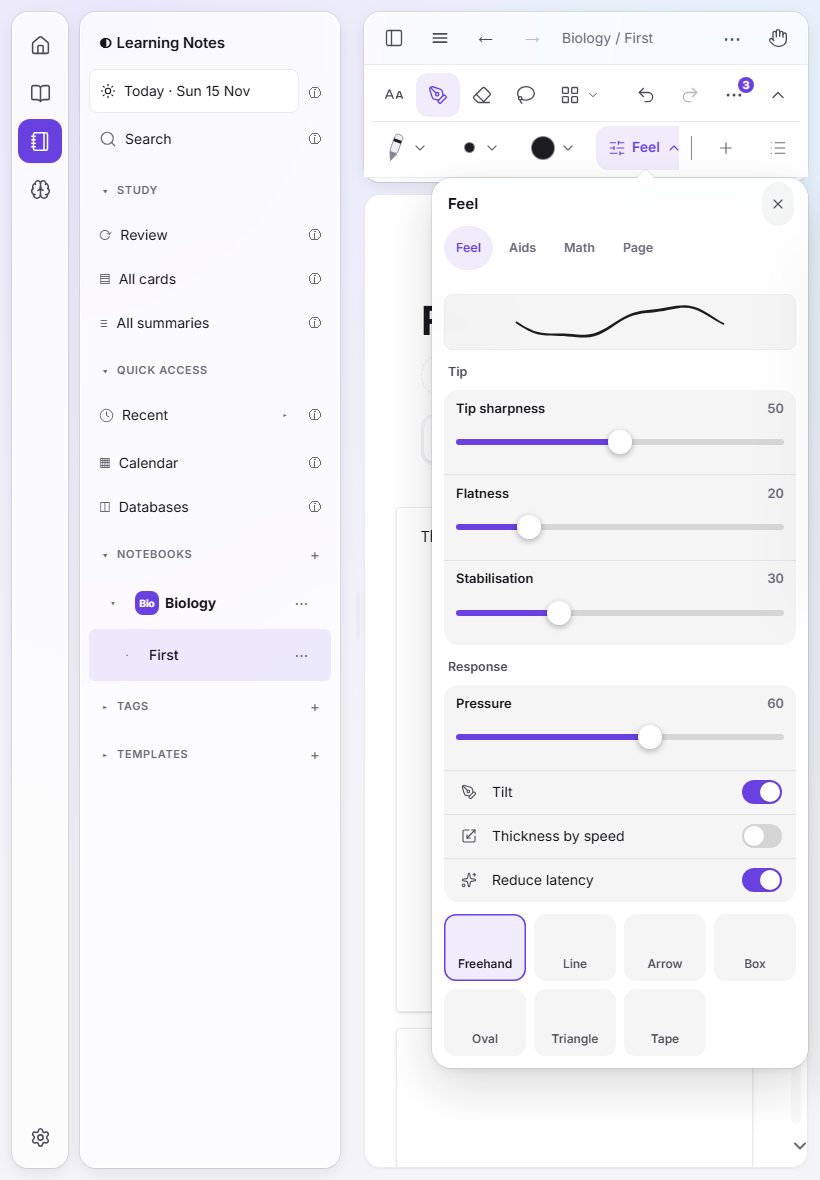 Learning Notes
Today · Sun 15 Nov
Search
STUDY
Review
All cards
All summaries
QUICK ACCESS
Recent
Calendar
Databases
NOTEBOOKS
Bio Biology
First
TAGS
TEMPLATES
Biology / First
AA
3
Feel
Feel
Feel Aids Math Page
Tip
Tip sharpness 50
Flatness 20
Stabilisation 30
Response
Pressure 60
Tilt
Thickness by speed
Reduce latency
Freehand Line Arrow Box
Oval Triangle Tape